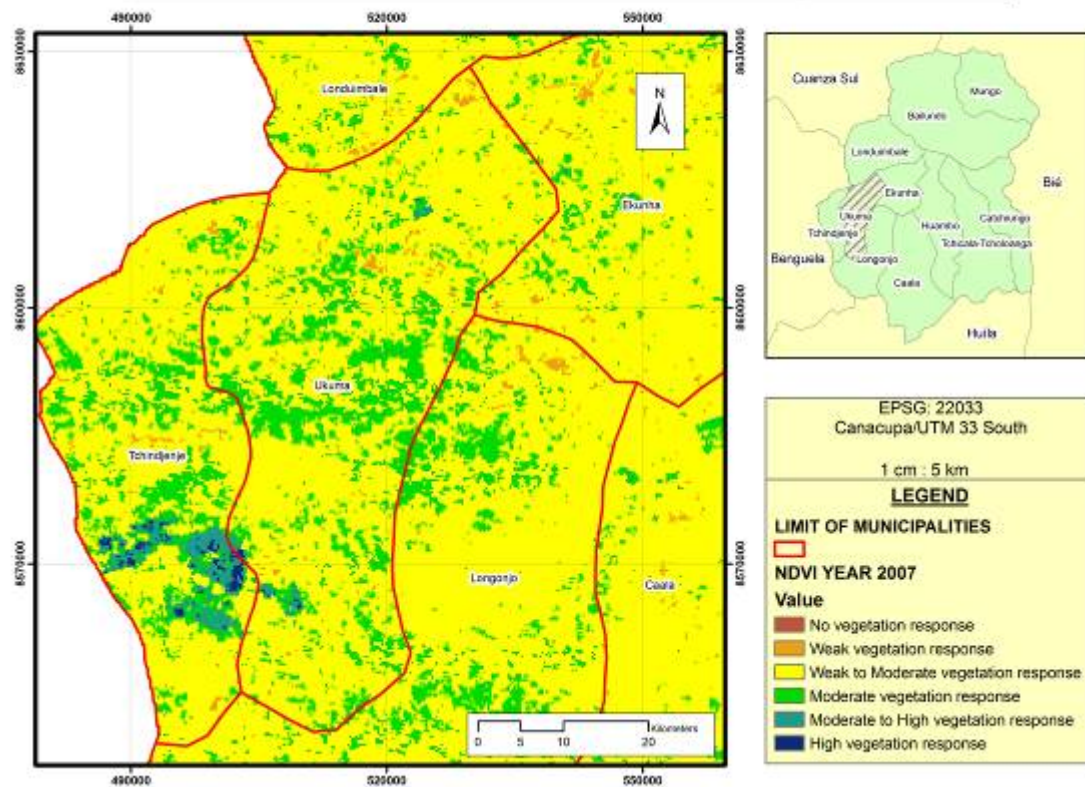 490000 520000 550000
8630000 8630000
Londuimbale
N
Ekunha
8600000 8600000
Ukuma
Tchindjenje
8570000 8570000
Longonjo
Caala
0 5 10 20 Kilometers
490000 520000 550000
Cuanza Sul
Mungo
Bailundo
Londuimbale
Bié
Ekunha
Ukuma
Huambo
Catchiungo
Tchindjenje
Tchicala-Tcholoanga
Benguela
Longonjo
Caala
Huila
EPSG: 22033
Canacupa/UTM 33 South
1 cm : 5 km
LEGEND
LIMIT OF MUNICIPALITIES
NDVI YEAR 2007
Value
No vegetation response
Weak vegetation response
Weak to Moderate vegetation response
Moderate vegetation response
Moderate to High vegetation response
High vegetation response